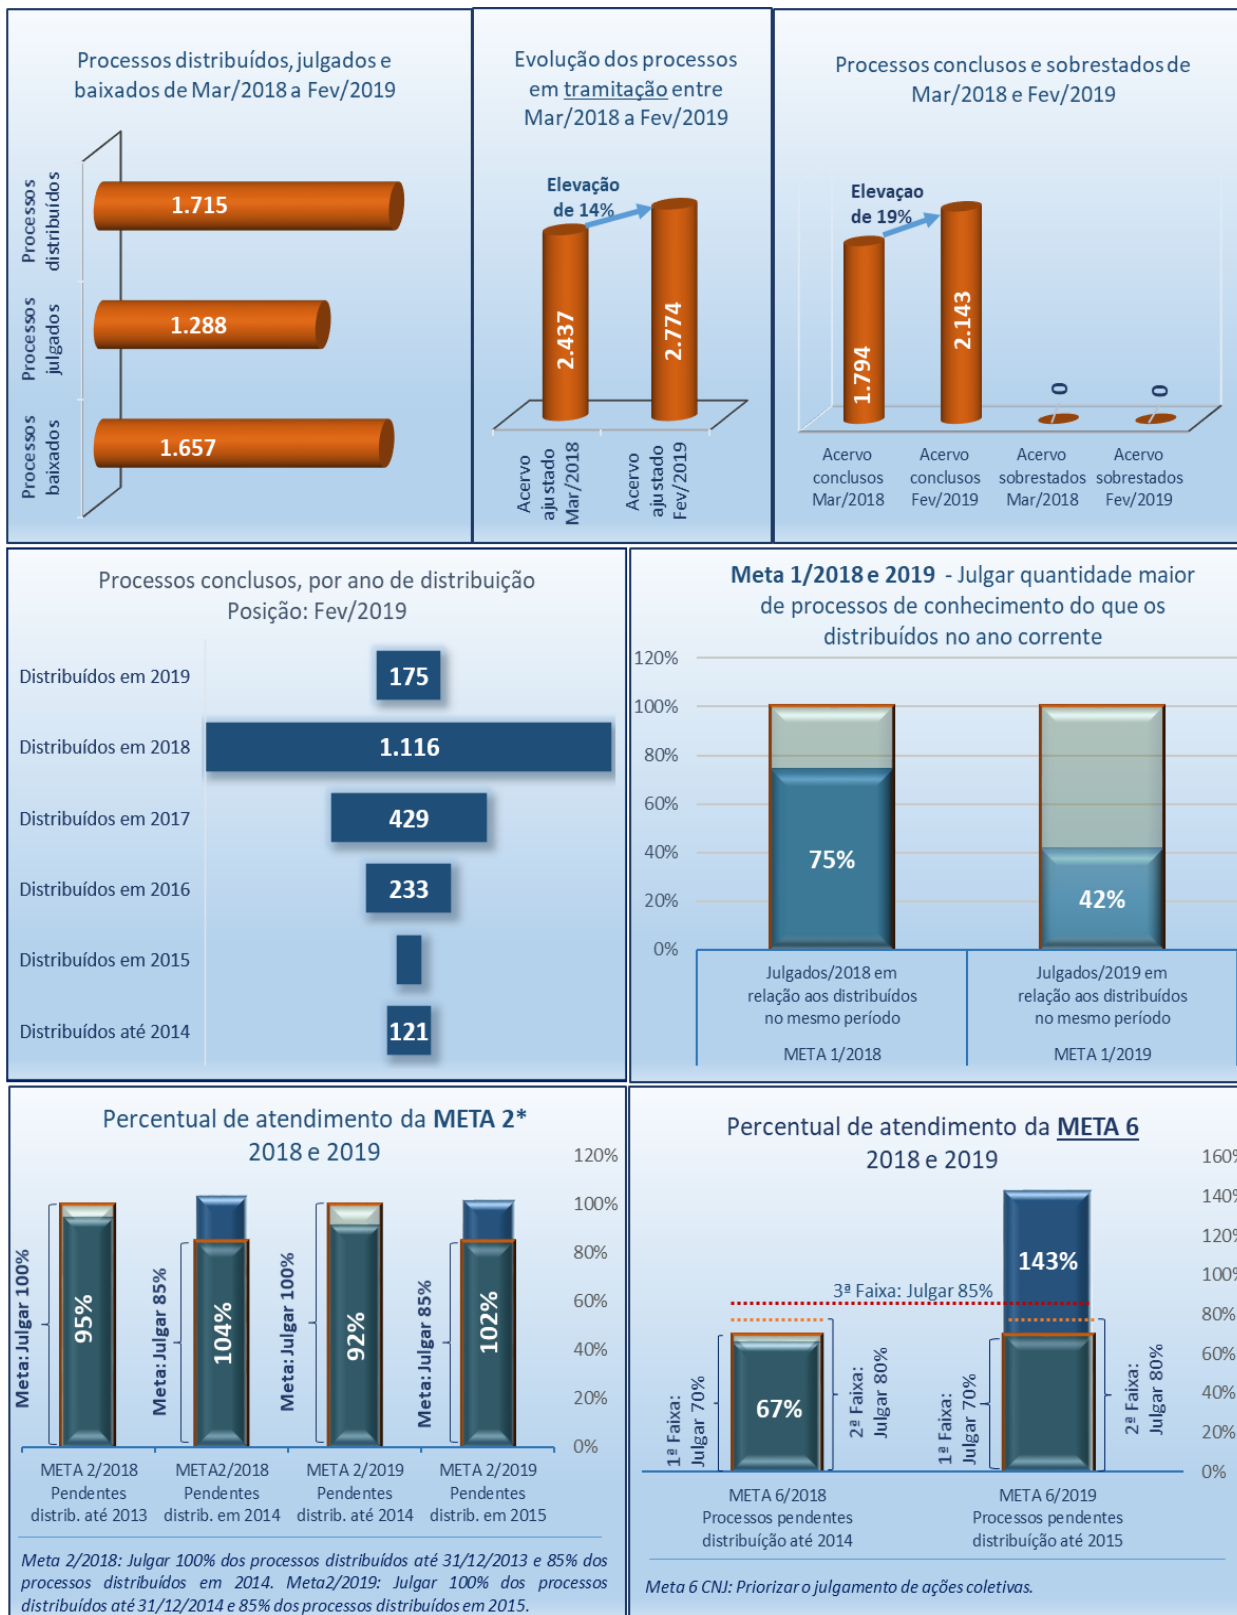 Processos distribuídos, julgados e
baixados de Mar/2018 a Fev/2019
Processos
distribuídos
1.715
Processos
julgados
1.288
Processos
baixados
1.657
Evolução dos processos
em tramitação entre
Mar/2018 a Fev/2019
Elevação
de 14%
2.437
2.774
Acervo
ajustado
Mar/2018
Acervo
ajustado
Fev/2019
Processos conclusos e sobrestados de
Mar/2018 e Fev/2019
Elevaçao
de 19%
1.794
2.143
0
0
Acervo
conclusos
Mar/2018
Acervo
conclusos
Fev/2019
Acervo
sobrestados
Mar/2018
Acervo
sobrestados
Fev/2019
Processos conclusos, por ano de distribuição
Posição: Fev/2019
Distribuídos em 2019
175
Distribuídos em 2018
1.116
Distribuídos em 2017
429
Distribuídos em 2016
233
Distribuídos em 2015
Distribuídos até 2014
121
Meta 1/2018 e 2019 - Julgar quantidade maior
de processos de conhecimento do que os
distribuídos no ano corrente
120%
100%
80%
60%
40%
20%
0%
75%
42%
Julgados/2018 em
relação aos distribuídos
no mesmo período
META 1/2018
Julgados/2019 em
relação aos distribuídos
no mesmo período
META 1/2019
Percentual de atendimento da META 2*
2018 e 2019
120%
100%
80%
60%
40%
20%
0%
Meta: Julgar 100%
95%
Meta: Julgar 85%
104%
Meta: Julgar 100%
92%
Meta: Julgar 85%
102%
META 2/2018
Pendentes
distrib. até 2013
META2/2018
Pendentes
distrib. em 2014
META 2/2019
Pendentes
distrib. até 2014
META 2/2019
Pendentes
distrib. em 2015
Meta 2/2018: Julgar 100% dos processos distribuídos até 31/12/2013 e 85% dos
processos distribuídos em 2014. Meta2/2019: Julgar 100% dos processos
distribuídos até 31/12/2014 e 85% dos processos distribuídos em 2015.
Percentual de atendimento da META 6
2018 e 2019
160%
140%
120%
100%
80%
60%
40%
20%
0%
3ª Faixa: Julgar 85%
1ª Faixa:
Julgar 70%
67%
2ª Faixa:
Julgar 80%
1ª Faixa:
Julgar 70%
143%
2ª Faixa:
Julgar 80%
META 6/2018
Processos pendentes
distribuíção até 2014
META 6/2019
Processos pendentes
distribuíção até 2015
Meta 6 CNJ: Priorizar o julgamento de ações coletivas.